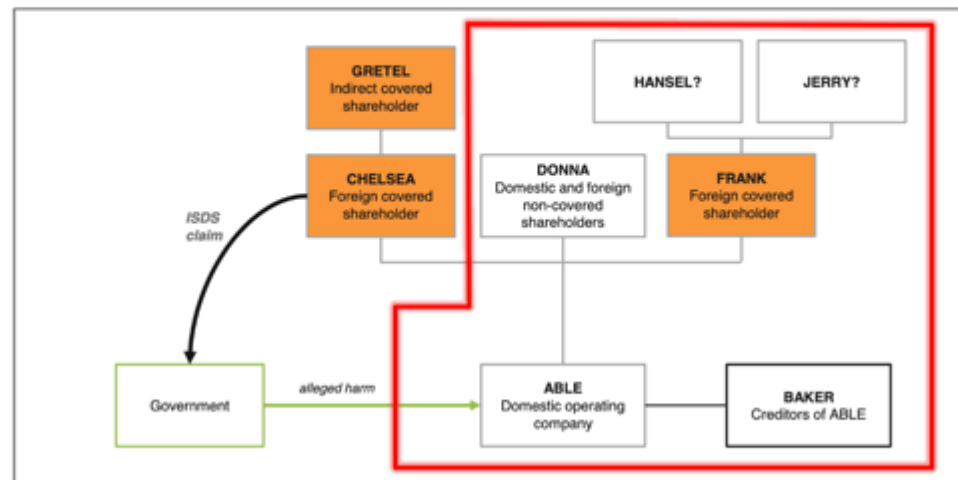 GRETEL
Indirect covered
shareholder
HANSEL?
JERRY?
CHELSEA
Foreign covered
shareholder
DONNA
Domestic and foreign
non-covered
shareholders
FRANK
Foreign covered
shareholder
ISDS
claim
Government
alleged harm
ABLE
Domestic operating
company
BAKER
Creditors of ABLE